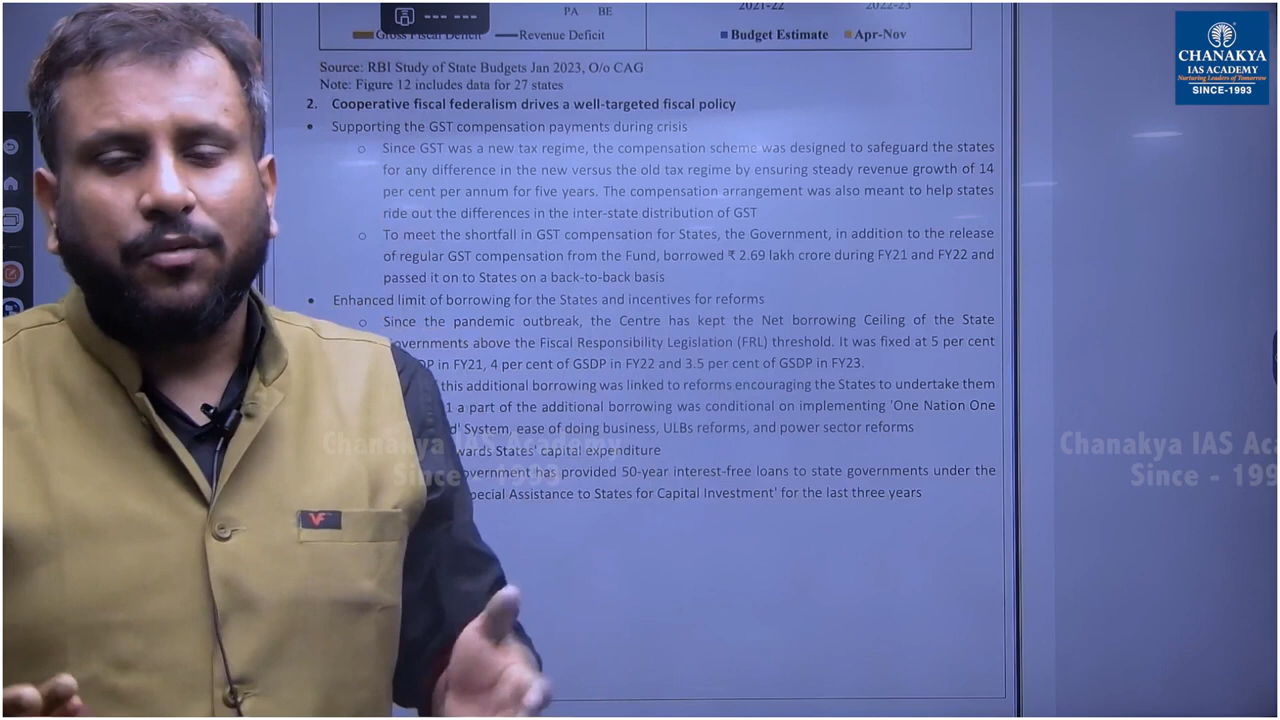 PA BE
2021-22 2022-23
Gross Fiscal Deficit Revenue Deficit
Budget Estimate Apr-Nov
CHANAKYA
IAS ACADEMY
Nurturing Leaders of Tomorrow
SINCE-1993
Source: RBI Study of State Budgets Jan 2023, O/o CAG
Note: Figure 12 includes data for 27 states
2. Cooperative fiscal federalism drives a well-targeted fiscal policy
• Supporting the GST compensation payments during crisis
o Since GST was a new tax regime, the compensation scheme was designed to safeguard the states
for any difference in the new versus the old tax regime by ensuring steady revenue growth of 14
per cent per annum for five years. The compensation arrangement was also meant to help states
ride out the differences in the inter-state distribution of GST
o To meet the shortfall in GST compensation for States, the Government, in addition to the release
of regular GST compensation from the Fund, borrowed ₹ 2.69 lakh crore during FY21 and FY22 and
passed it on to States on a back-to-back basis
• Enhanced limit of borrowing for the States and incentives for reforms
o Since the pandemic outbreak, the Centre has kept the Net borrowing Ceiling of the State
overnments above the Fiscal Responsibility Legislation (FRL) threshold. It was fixed at 5 per cent
DP in FY21, 4 per cent of GSDP in FY22 and 3.5 per cent of GSDP in FY23.
this additional borrowing was linked to reforms encouraging the States to undertake them
1 a part of the additional borrowing was conditional on implementing 'One Nation One
d' System, ease of doing business, ULBs reforms, and power sector reforms
wards States' capital expenditure
overnment has provided 50-year interest-free loans to state governments under the
pecial Assistance to States for Capital Investment' for the last three years
Chanakya IAS Academy
Since - 1993
Chanakya IAS Ac
Since - 199
VF